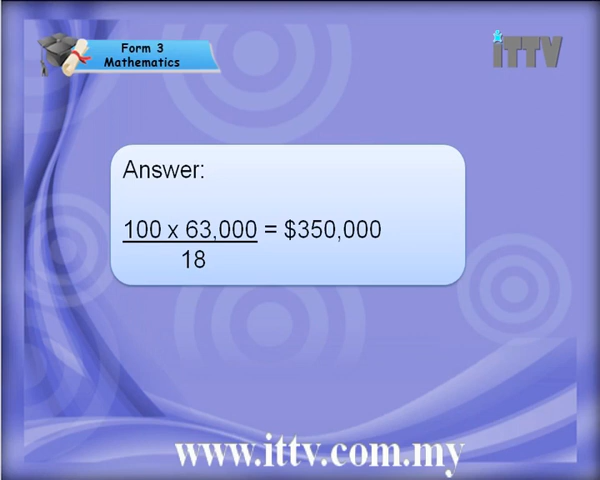 Form 3
Mathematics
iTTV
Answer:
100 x 63,000 = $350,000
18
www.ittv.com.my